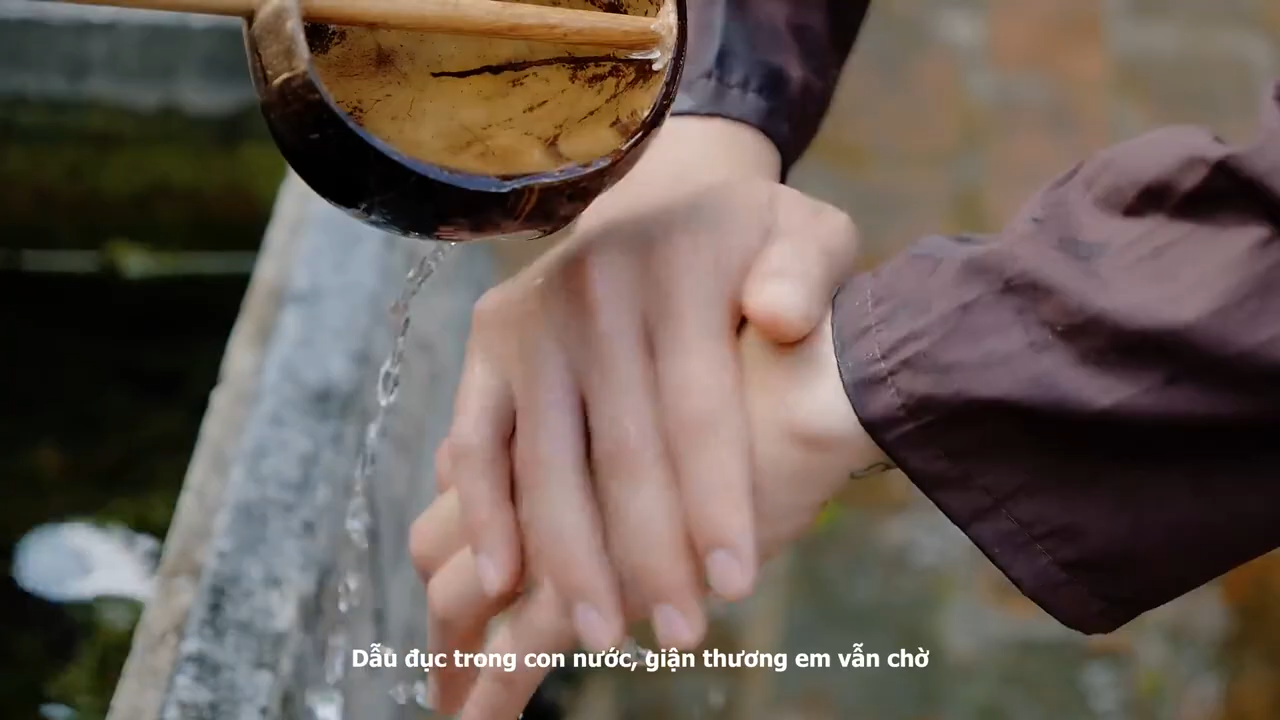 Dẫu đục trong con nước, giận thương em vẫn chờ